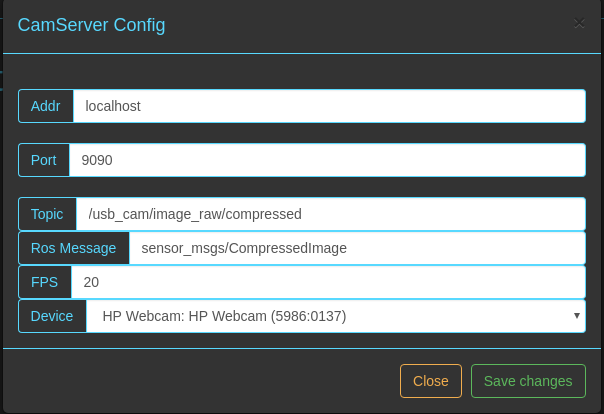 CamServer Config ×
Addr localhost
Port 9090
Topic /usb_cam/image_raw/compressed
Ros Message sensor_msgs/CompressedImage
FPS 20
Device HP Webcam: HP Webcam (5986:0137)
Close Save changes